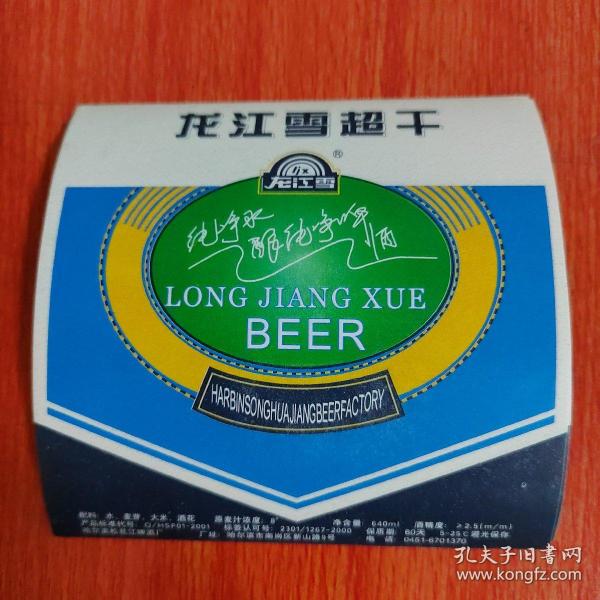 龙江雪超干
ljx
龙江雪
®
纯净水
酿纯净啤酒
LONG JIANG XUE
BEER
HARBINSONGHUAJIANGBEERFACTORY
配料: 水、麦芽、大米、酒花 原麦汁浓度: 8° 净含量: 640ml 酒精度: ≥2.5(m/m)
产品标准代号: Q/HSP01-2001 标签认可号: 2301/1267-2000 保质期: 60天 5-25℃避光保存
哈尔滨松花江啤酒厂 厂址: 哈尔滨市南岗区新山路9号 电话: 0451-6701370
孔夫子旧书网
www.kongfz.com